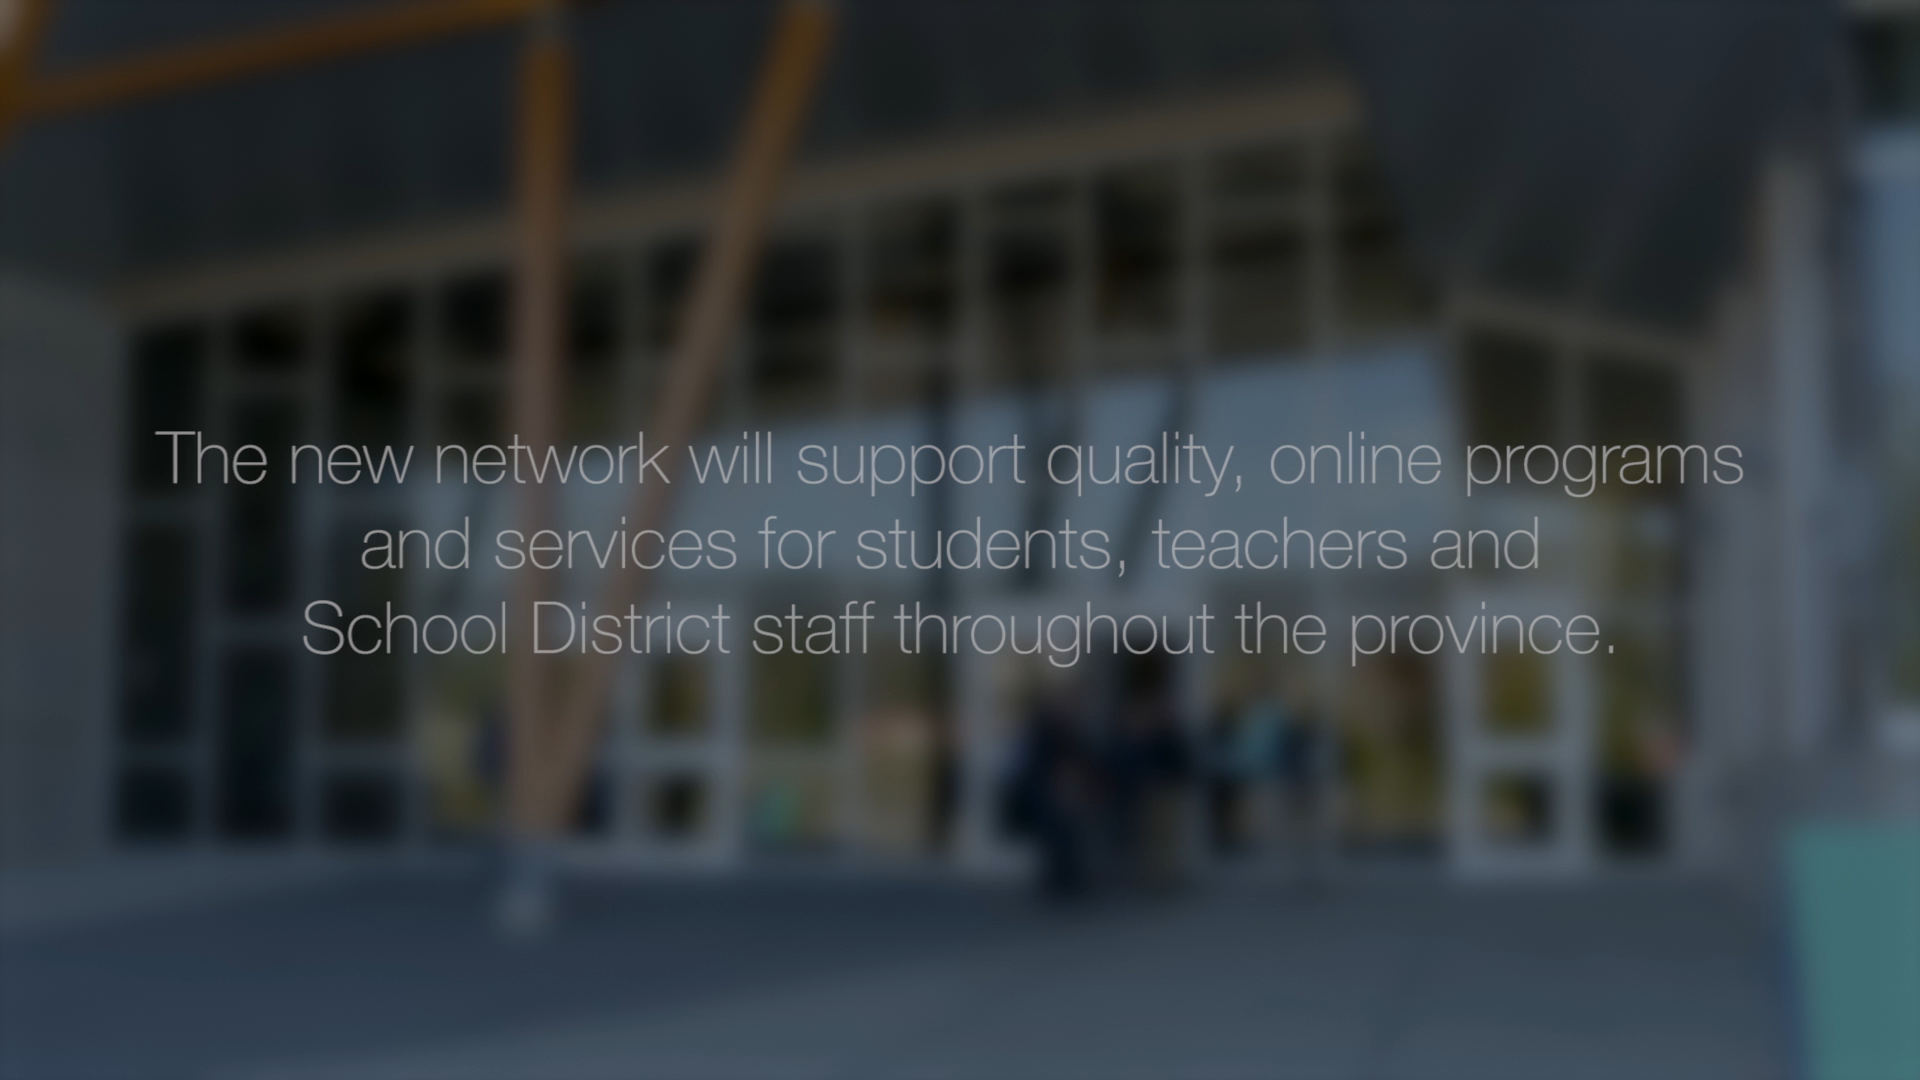 The new network will support quality, online programs
and services for students, teachers and
School District staff throughout the province.